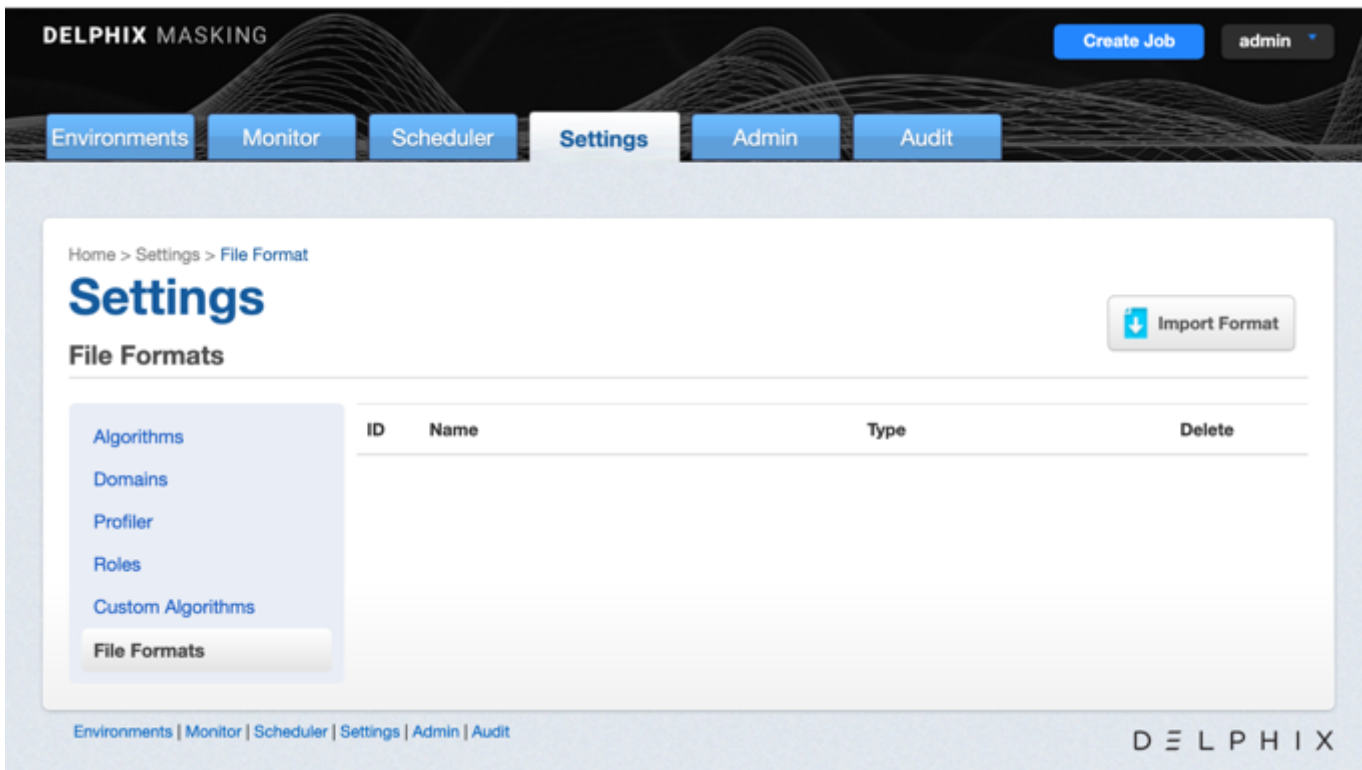 DELPHIX MASKING
Create Job
admin
Environments
Monitor
Scheduler
Settings
Admin
Audit
Home > Settings > File Format
Settings
Import Format
File Formats
Algorithms
Domains
Profiler
Roles
Custom Algorithms
File Formats
ID Name Type Delete
Environments | Monitor | Scheduler | Settings | Admin | Audit
DELPHIX